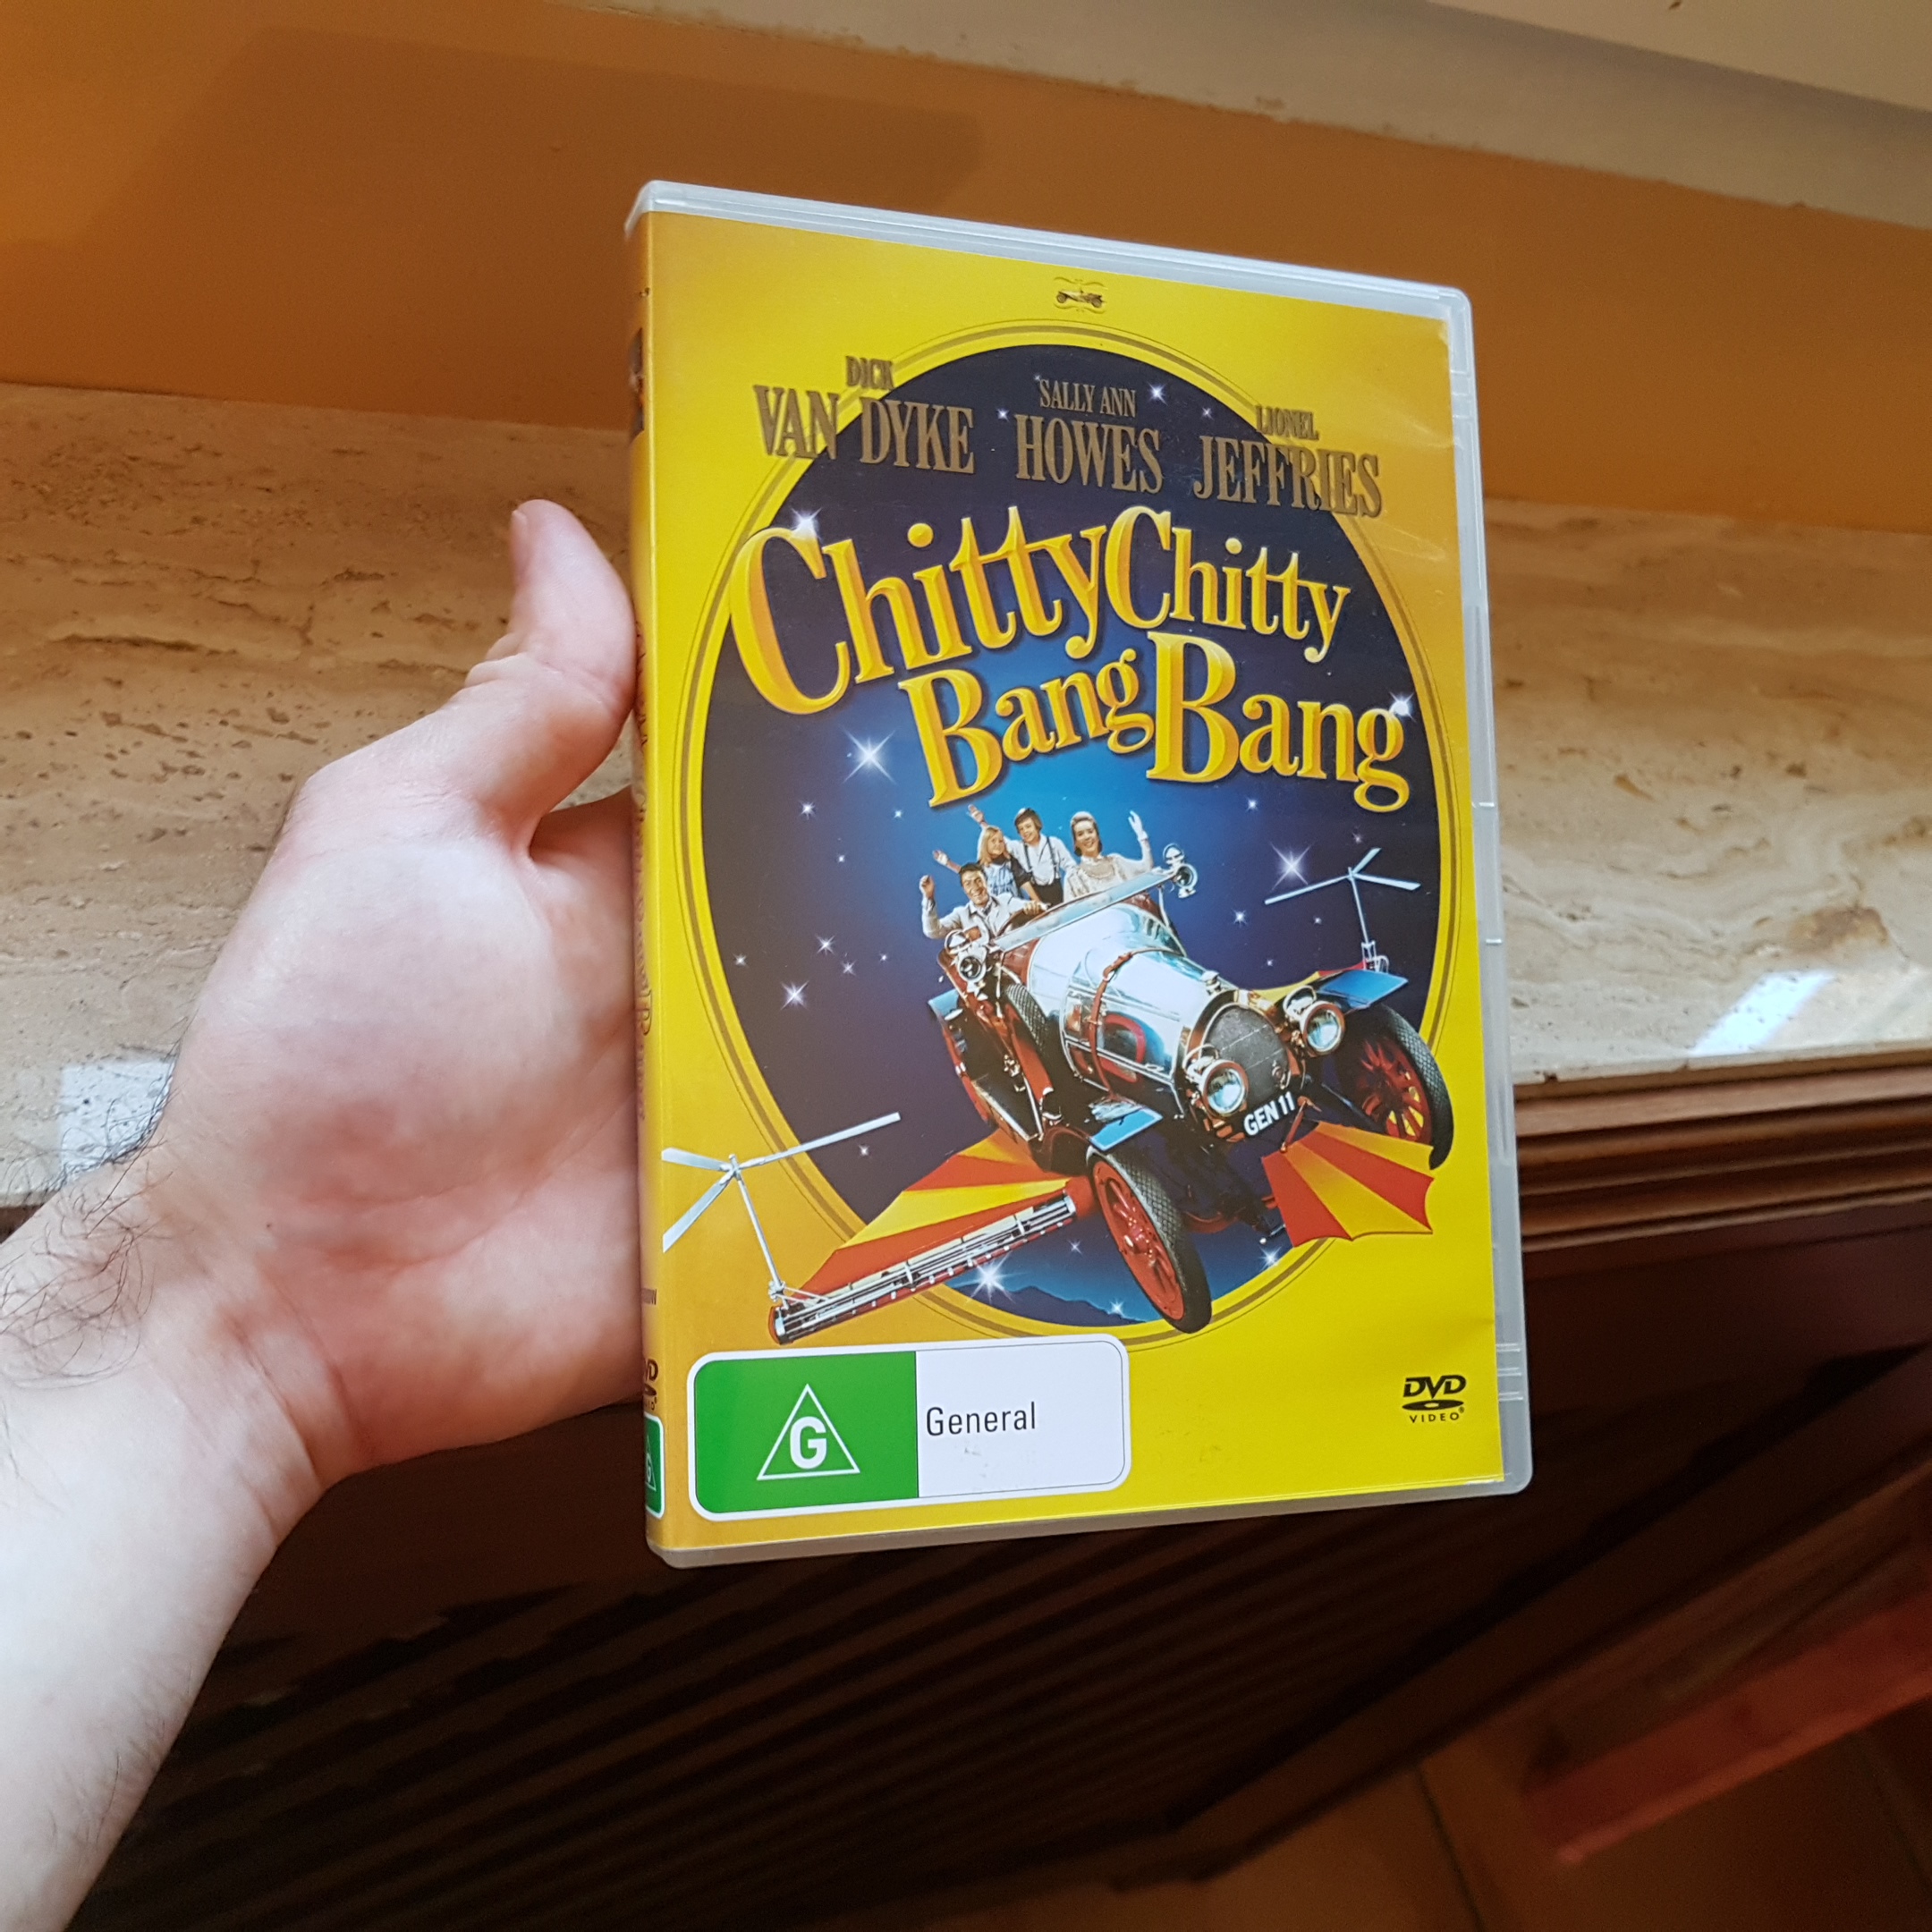 DICK
VAN DYKE
SALLY ANN
HOWES
LIONEL
JEFFRIES
Chitty Chitty
Bang Bang
GEN 11
G
General
DVD
VIDEO